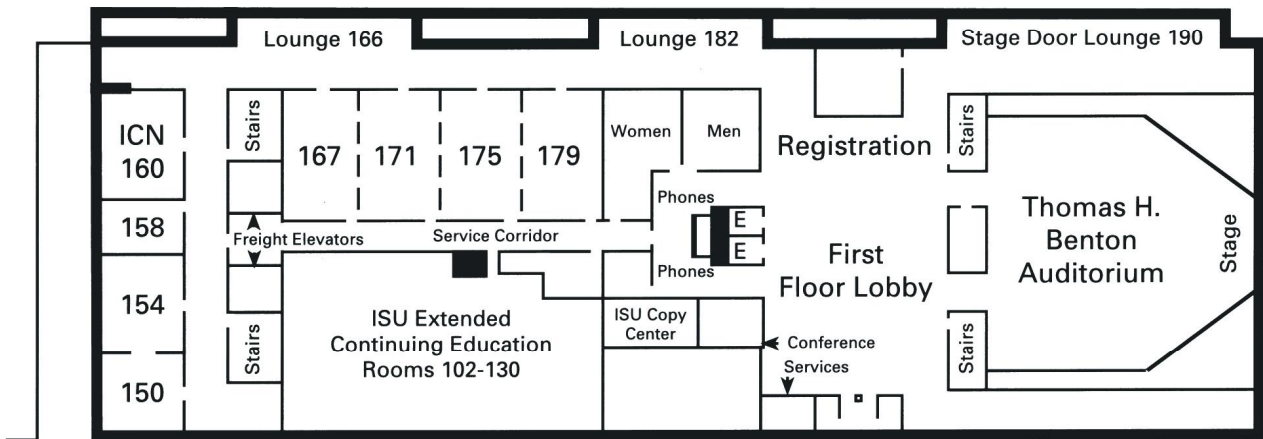 Lounge 166
Lounge 182
Stage Door Lounge 190
ICN
160
Stairs
167
171
175
179
Women
Men
Registration
Stairs
Phones
158
Freight Elevators
Service Corridor
E
E
Phones
Thomas H.
Benton
Auditorium
Stage
First
Floor Lobby
154
ISU Extended
Continuing Education
Rooms 102-130
ISU Copy
Center
Conference
Services
Stairs
Stairs
150